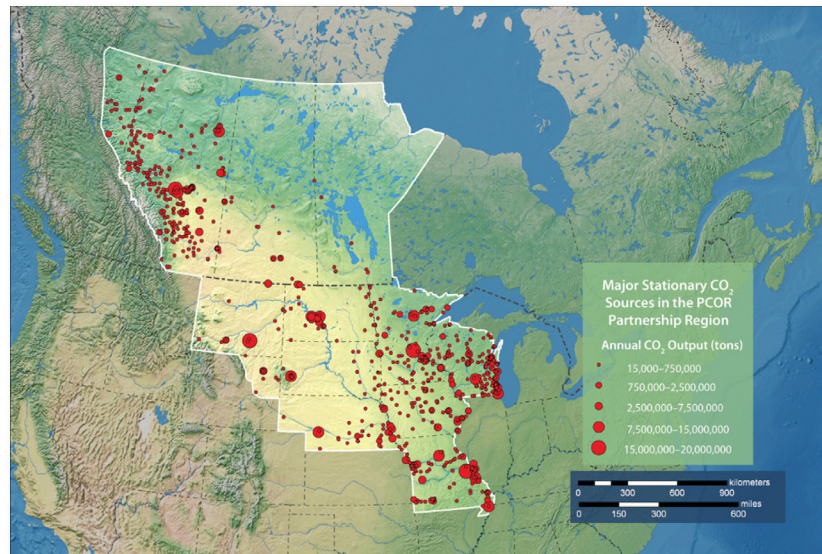 Major Stationary CO₂
Sources in the PCOR
Partnership Region
Annual CO₂ Output (tons)
15,000–750,000
750,000–2,500,000
2,500,000–7,500,000
7,500,000–15,000,000
15,000,000–20,000,000
kilometers
0 300 600 900
miles
0 150 300 600